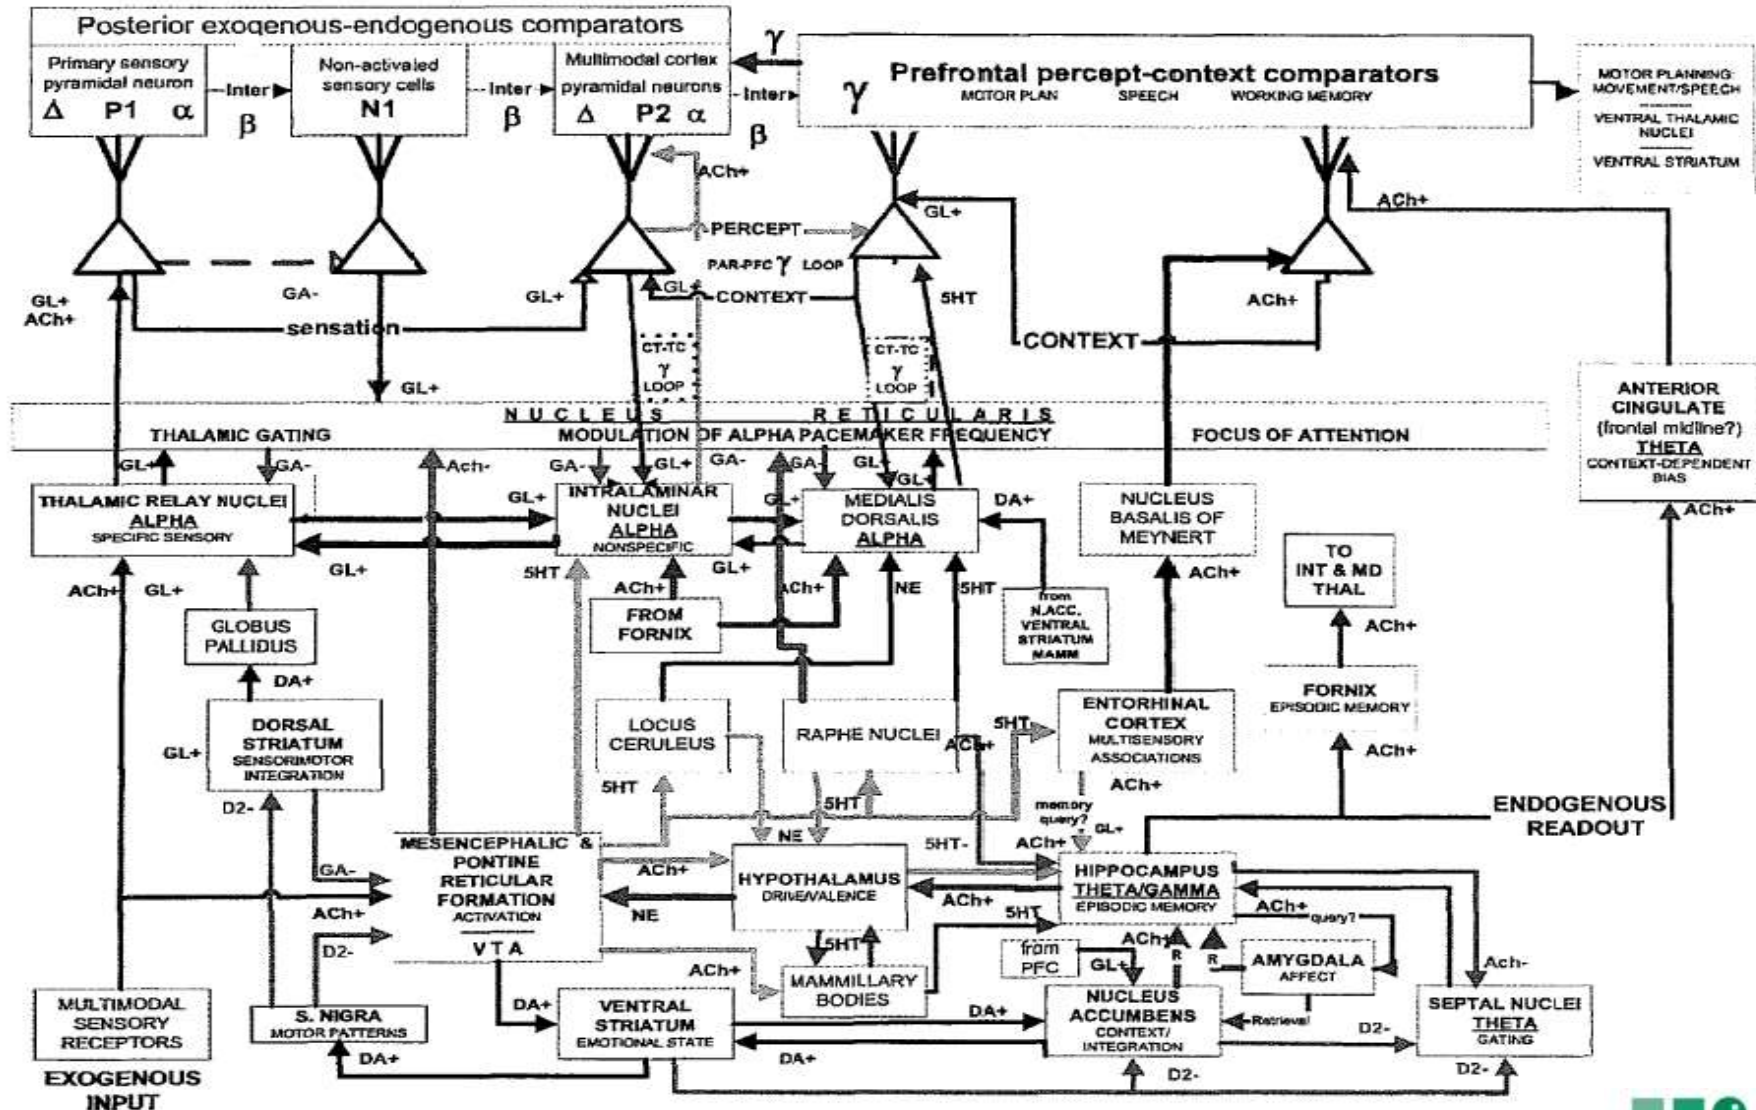 Posterior exogenous-endogenous comparators
Primary sensory
pyramidal neuron
Δ P1 α
Inter
β
Non-activated
sensory cells
N1
Inter
β
Multimodal cortex
pyramidal neurons
Δ P2 α
γ
Inter
β
Prefrontal percept-context comparators
γ
MOTOR PLAN SPEECH WORKING MEMORY
MOTOR PLANNING:
MOVEMENT/SPEECH
VENTRAL THALAMIC
NUCLEI
VENTRAL STRIATUM
ACh+
GL+
ACh+
PERCEPT
PAR-PFC γ LOOP
CONTEXT
GL+
ACh+
GA-
GL+
GL+
5HT
ACh+
sensation
CONTEXT
CT-TC
γ
LOOP
CT-TC
γ
LOOP
GL+
NUCLEUS RETICULARIS
THALAMIC GATING
MODULATION OF ALPHA PACEMAKER FREQUENCY
FOCUS OF ATTENTION
ANTERIOR
CINGULATE
(frontal midline?)
THETA
CONTEXT-DEPENDENT
BIAS
ACh+
GL+
GA-
Ach-
GA-
GL+
GA-
GA-
GL+
GL+
THALAMIC RELAY NUCLEI
ALPHA
SPECIFIC SENSORY
GL+
GL+
INTRALAMINAR
NUCLEI
ALPHA
NONSPECIFIC
GL+
GL+
MEDIALIS
DORSALIS
ALPHA
DA+
NUCLEUS
BASALIS OF
MEYNERT
ACh+
TO
INT & MD
THAL
ACh+
ACh+
GL+
5HT
ACh+
ACh+
NE
5HT
FROM
FORNIX
from
N.ACC.
VENTRAL
STRIATUM
MAMM
GLOBUS
PALLIDUS
DA+
DORSAL
STRIATUM
SENSORIMOTOR
INTEGRATION
GL+
D2-
LOCUS
CERULEUS
RAPHE NUCLEI
ACh+
5HT
ENTORHINAL
CORTEX
MULTISENSORY
ASSOCIATIONS
FORNIX
EPISODIC MEMORY
ACh+
5HT
5HT
ACh+
memory
query?
GL+
ENDOGENOUS
READOUT
MESENCEPHALIC &
PONTINE
RETICULAR
FORMATION
ACTIVATION
VTA
GA-
ACh+
D2-
ACh+
NE
NE
HYPOTHALAMUS
DRIVE/VALENCE
5HT-
ACh+
ACh+
5HT
HIPPOCAMPUS
THETA/GAMMA
EPISODIC MEMORY
ACh+
query?
5HT
ACh+
MAMMILLARY
BODIES
from
PFC
GL+
ACh+
R
R
AMYGDALA
AFFECT
Ach-
MULTIMODAL
SENSORY
RECEPTORS
S. NIGRA
MOTOR PATTERNS
DA+
VENTRAL
STRIATUM
EMOTIONAL STATE
DA+
NUCLEUS
ACCUMBENS
CONTEXT/
INTEGRATION
Retrieval
D2-
SEPTAL NUCLEI
THETA
GATING
DA+
DA+
D2-
D2-
EXOGENOUS
INPUT